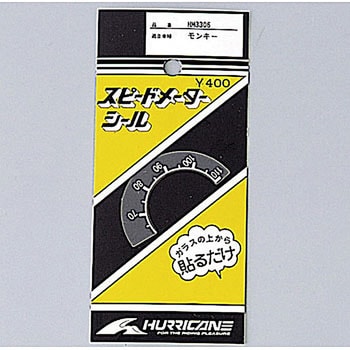 品番 HM3306
適合車種 モンキー
¥400
スピードメーター
シール
70 80 90 100 110
ガラスの上から
貼るだけ
HURRICANE
FOR THE RIDING PLEASURE